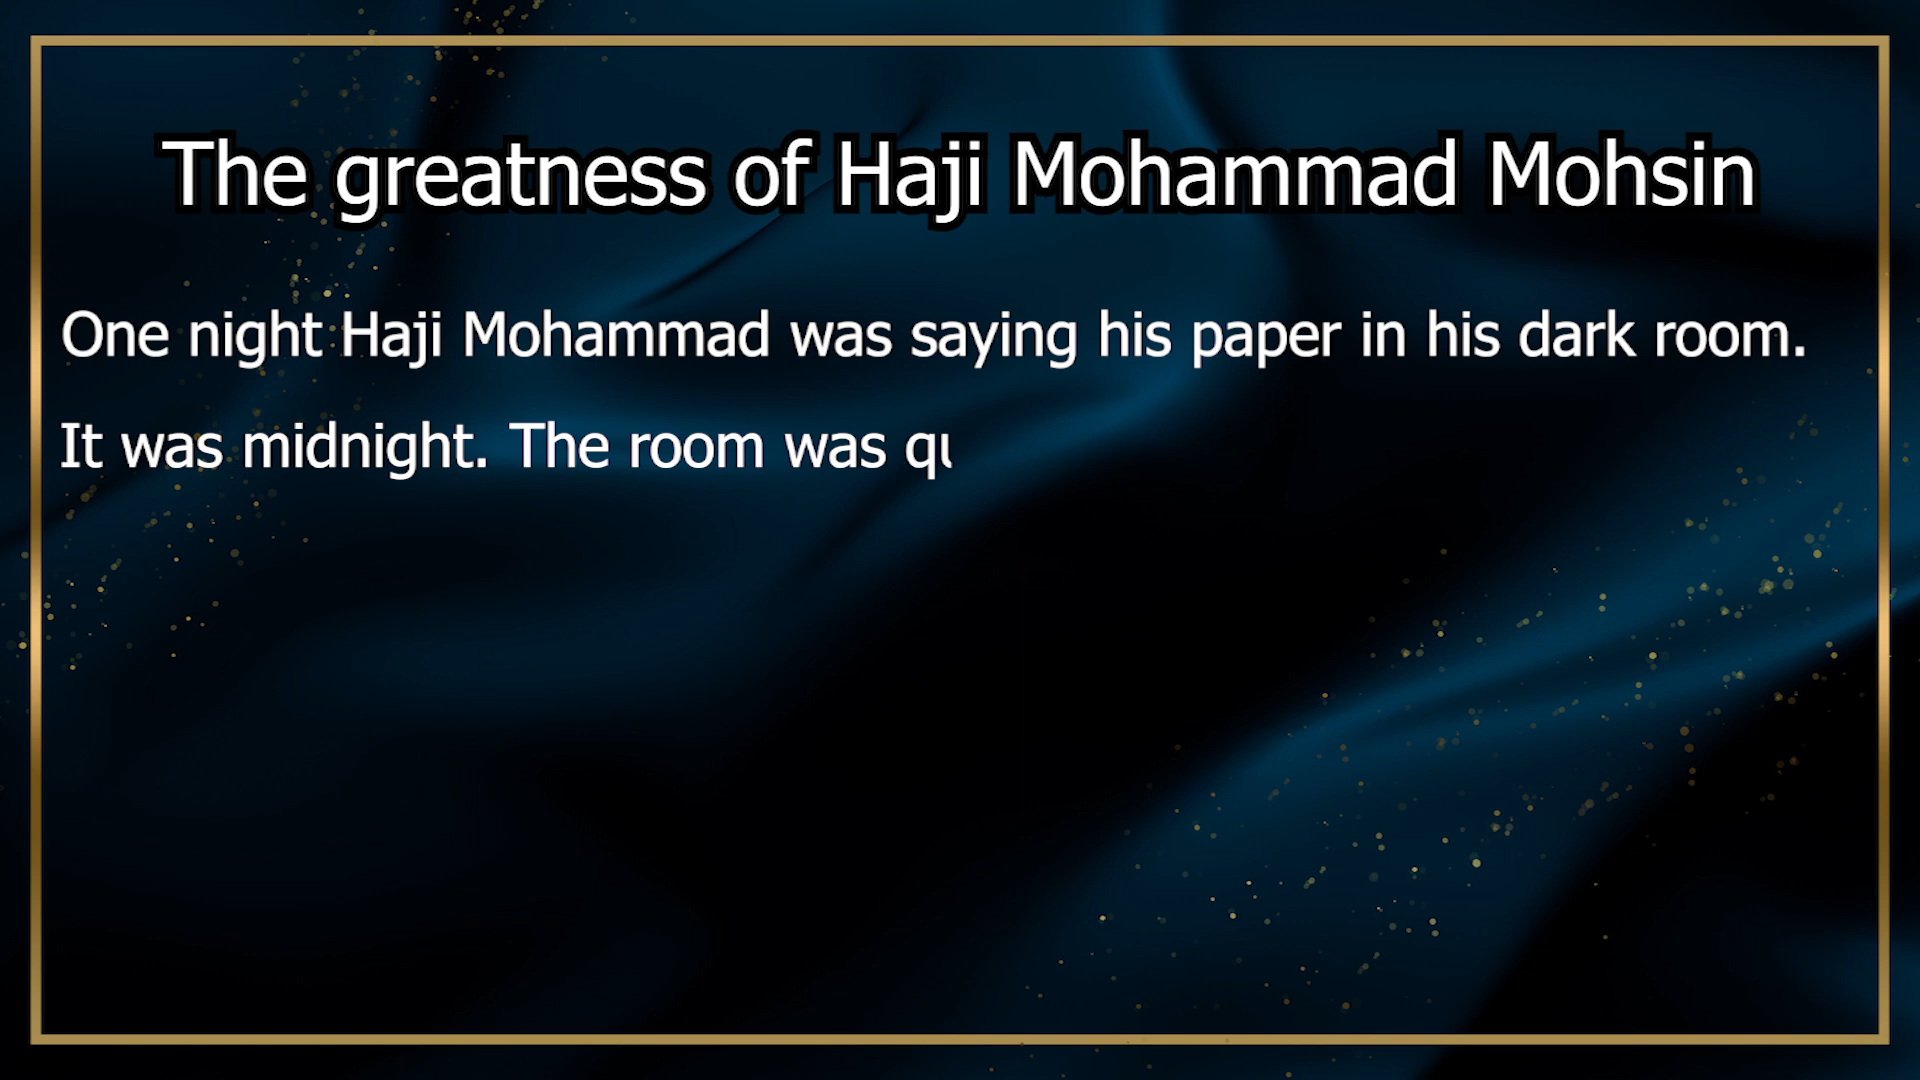 The greatness of Haji Mohammad Mohsin
One night Haji Mohammad was saying his paper in his dark room.
It was midnight. The room was